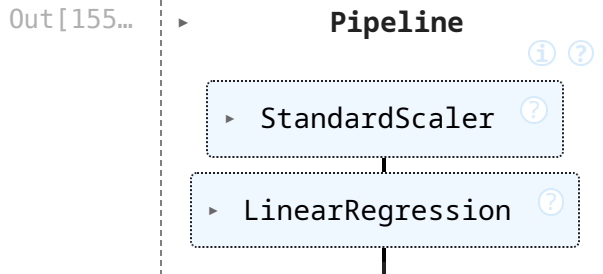 Out[155…
▸ Pipeline
i ?
▸ StandardScaler ?
▸ LinearRegression ?